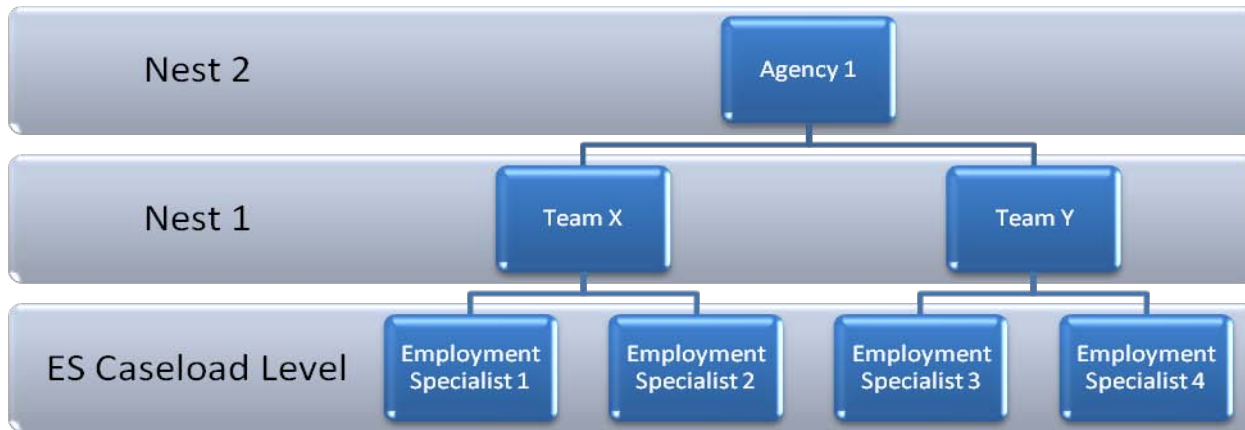 Nest 2
Agency 1
Nest 1
Team X
Team Y
ES Caseload Level
Employment
Specialist 1
Employment
Specialist 2
Employment
Specialist 3
Employment
Specialist 4